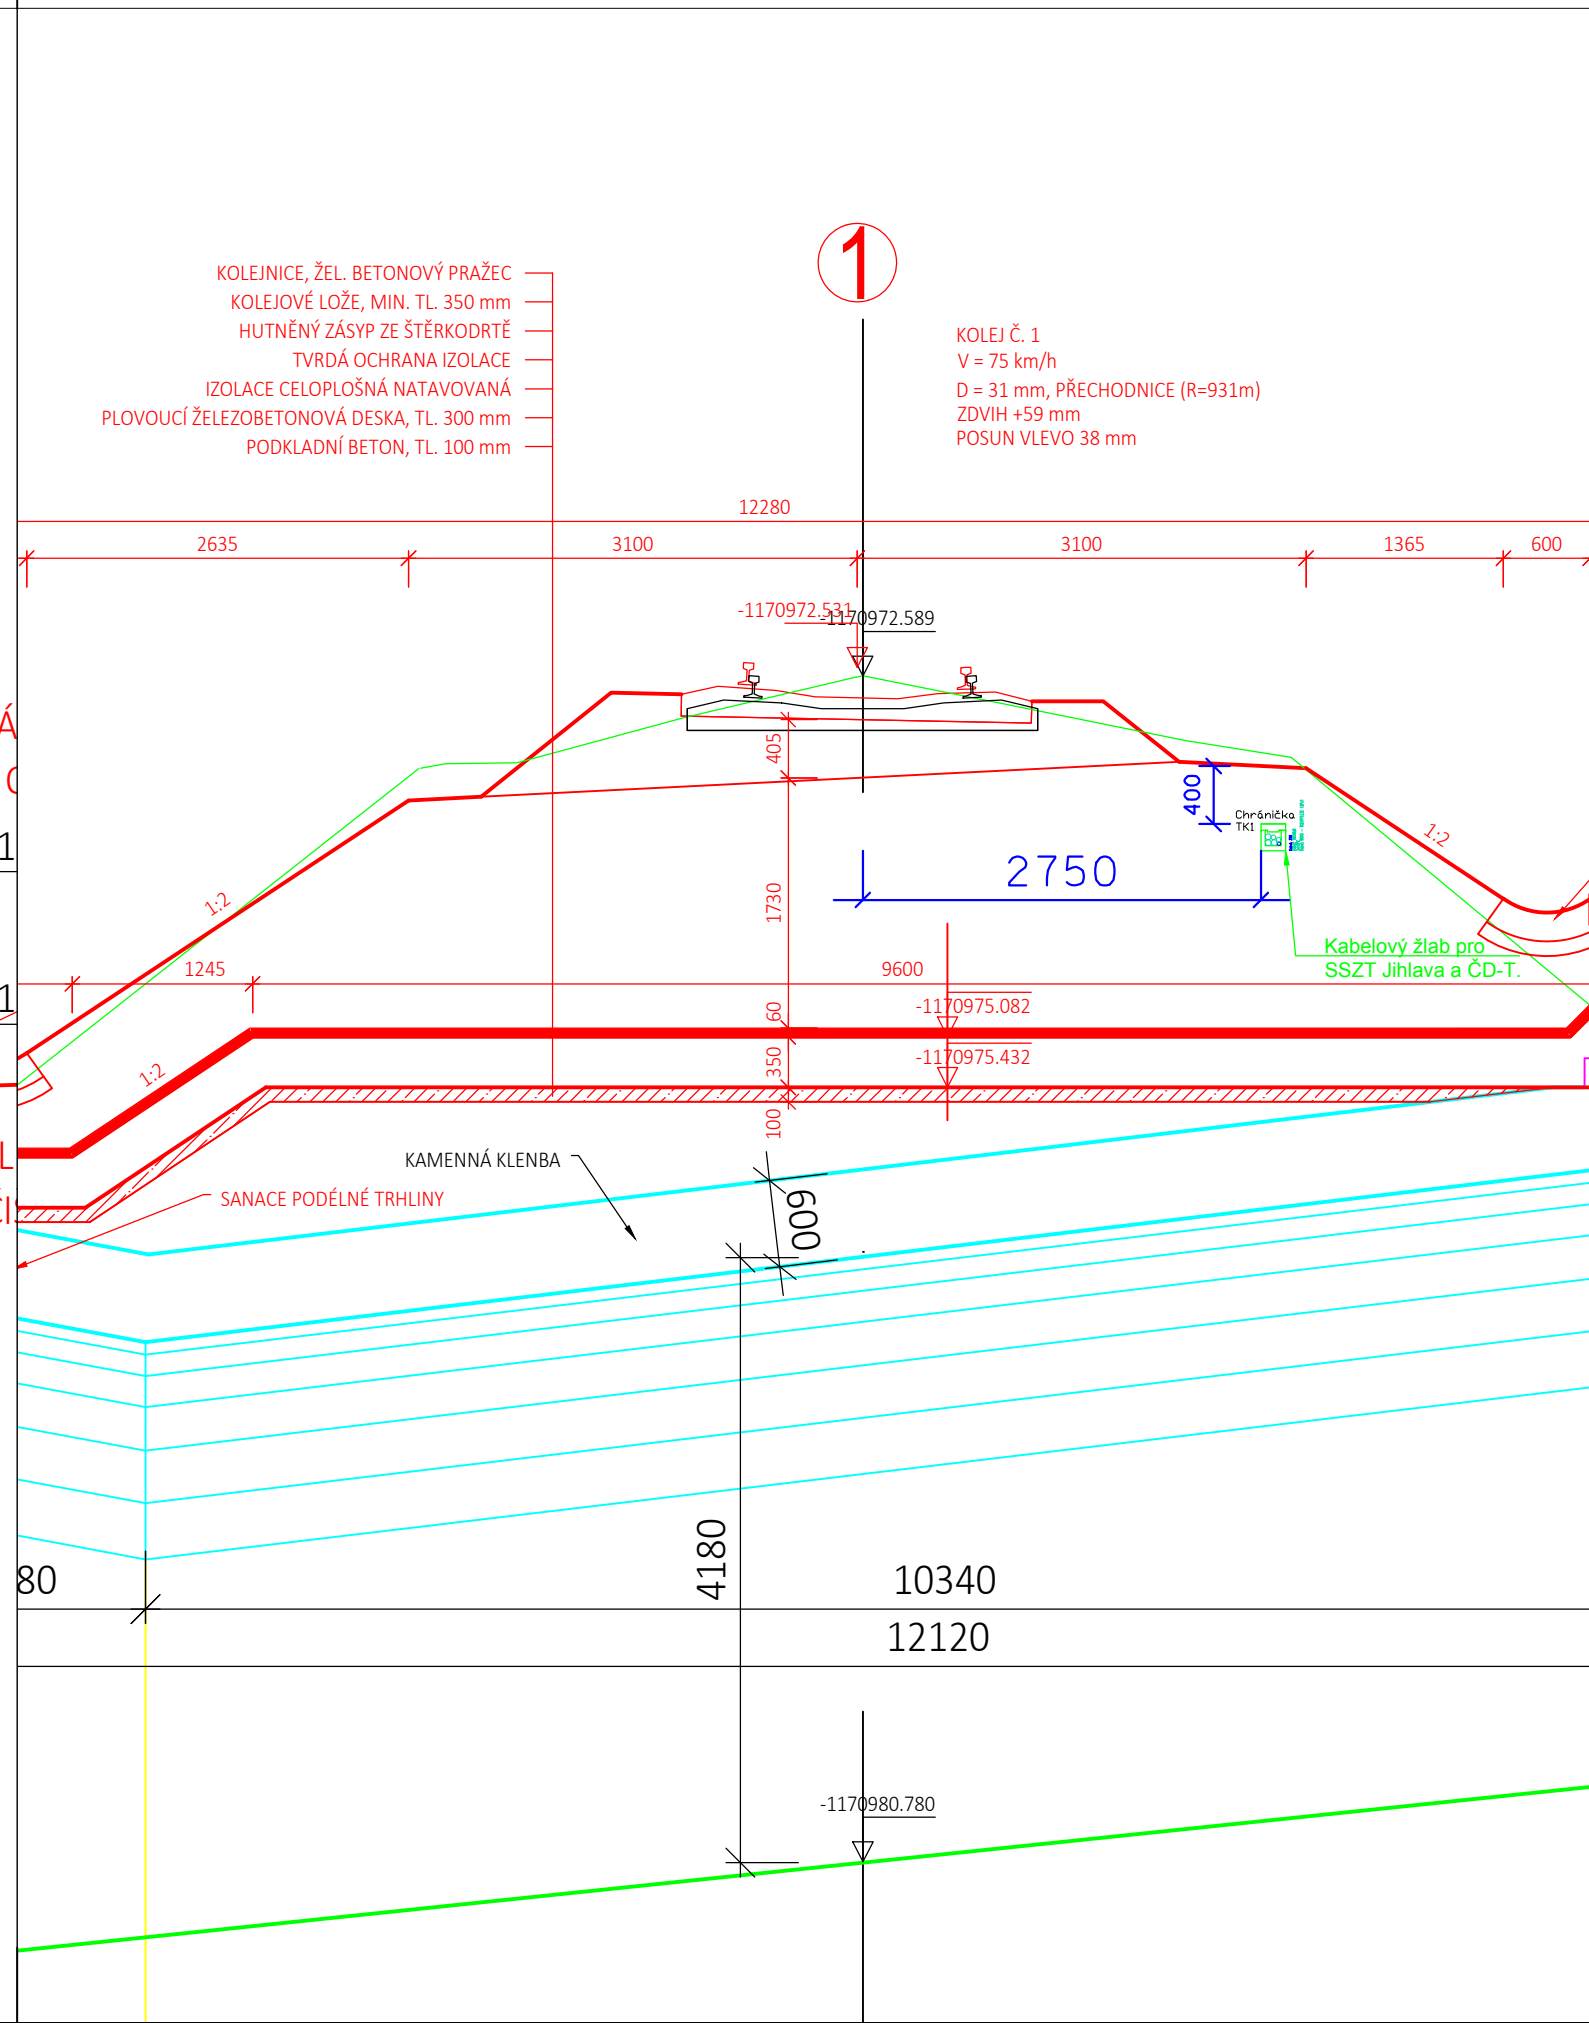 1
KOLEJNICE, ŽEL. BETONOVÝ PRAŽEC
KOLEJOVÉ LOŽE, MIN. TL. 350 mm
HUTNĚNÝ ZÁSYP ZE ŠTĚRKODRTĚ
TVRDÁ OCHRANA IZOLACE
IZOLACE CELOPLOŠNÁ NATAVOVANÁ
PLOVOUCÍ ŽELEZOBETONOVÁ DESKA, TL. 300 mm
PODKLADNÍ BETON, TL. 100 mm
KOLEJ Č. 1
V = 75 km/h
D = 31 mm, PŘECHODNICE (R=931m)
ZDVIH +59 mm
POSUN VLEVO 38 mm
12280
2635
3100
3100
1365
600
-1170972.531
-1170972.589
Á
405
400
Chránička
TK1
1:2
1
2750
1:2
1730
Kabelový žlab pro
SSZT Jihlava a ČD-T.
1245
9600
1
60
-1170975.082
350
-1170975.432
1:2
100
L
KAMENNÁ KLENBA
SANACE PODÉLNÉ TRHLINY
600
4180
80
10340
12120
-1170980.780